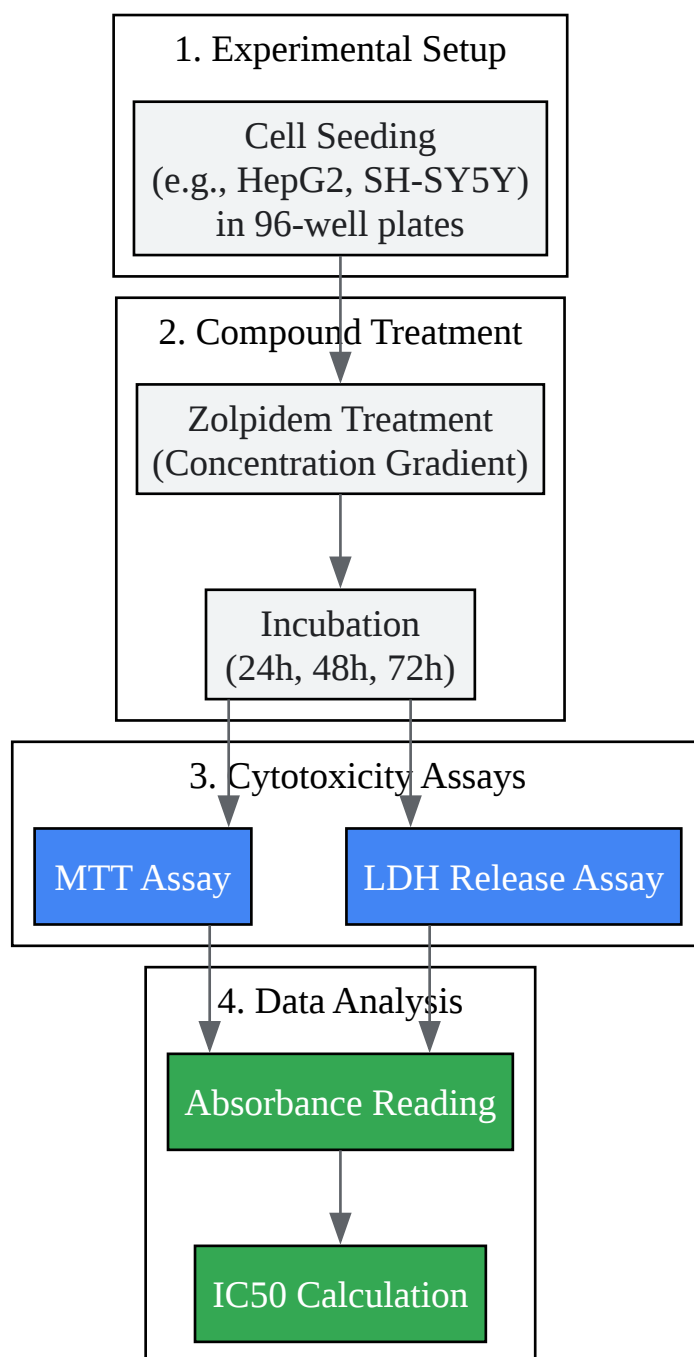 1. Experimental Setup
Cell Seeding
(e.g., HepG2, SH-SY5Y)
in 96-well plates
2. Compound Treatment
Zolpidem Treatment
(Concentration Gradient)
Incubation
(24h, 48h, 72h)
3. Cytotoxicity Assays
MTT Assay
LDH Release Assay
4. Data Analysis
Absorbance Reading
IC50 Calculation